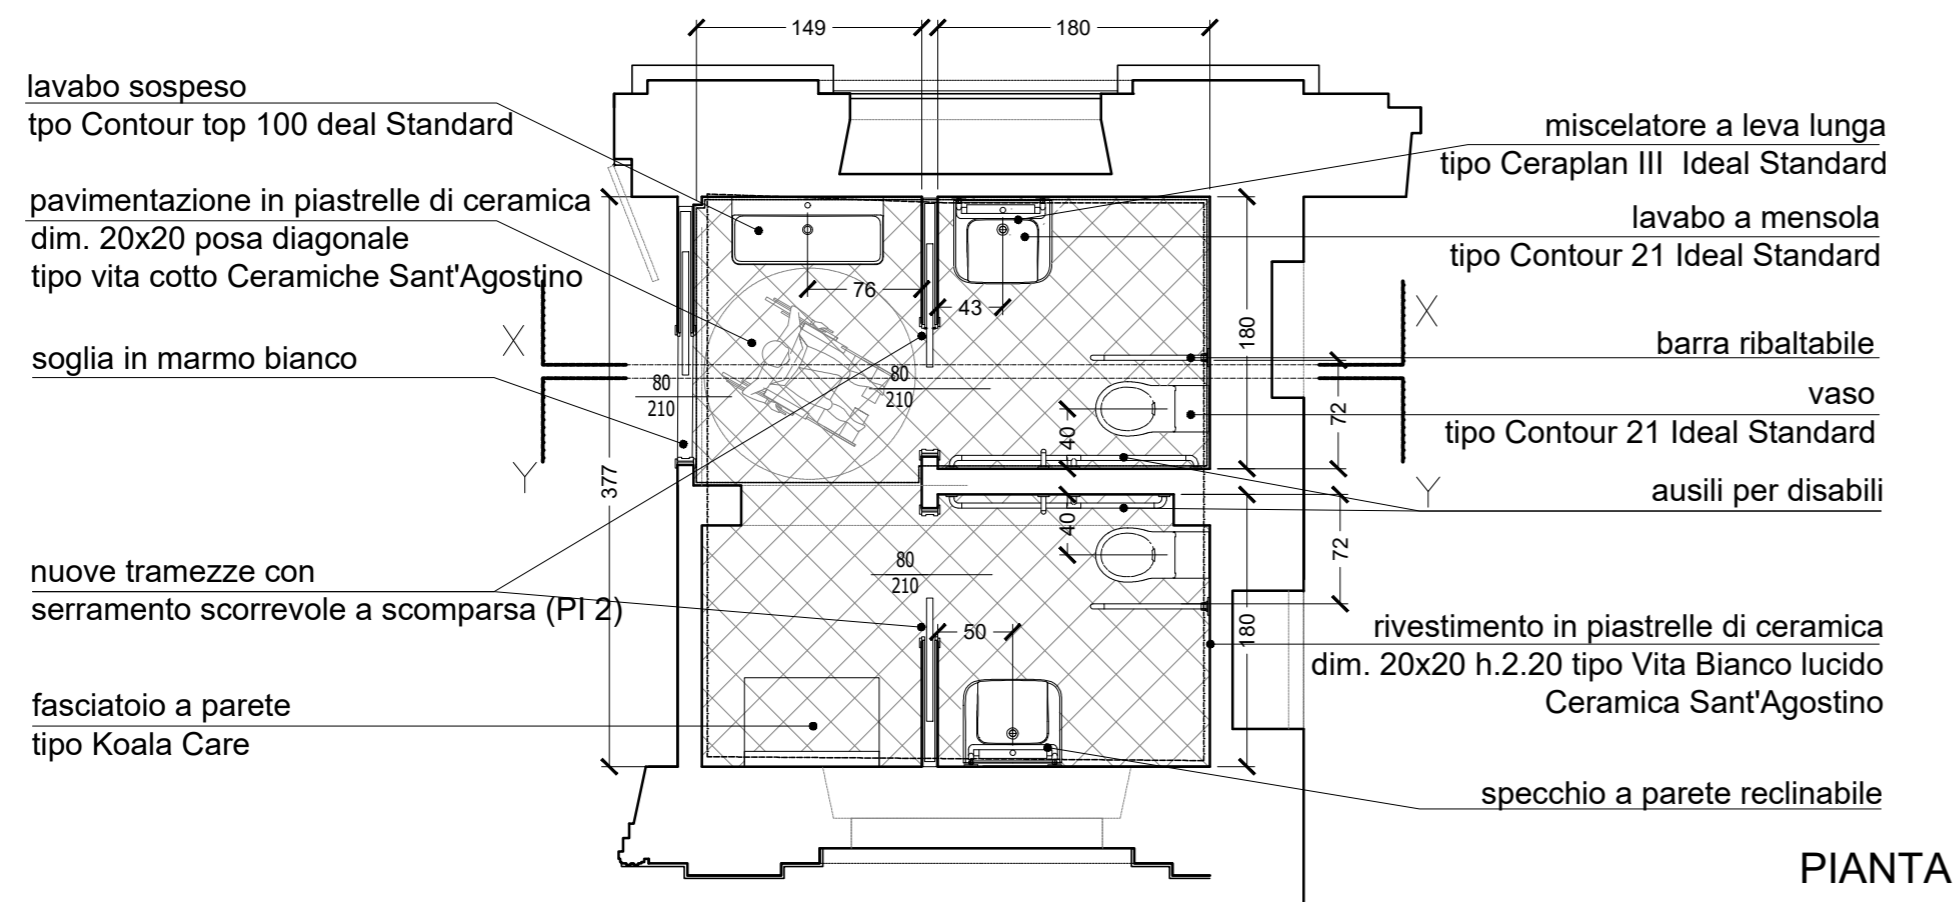 149
180
lavabo sospeso
tpo Contour top 100 deal Standard
pavimentazione in piastrelle di ceramica
dim. 20x20 posa diagonale
tipo vita cotto Ceramiche Sant'Agostino
soglia in marmo bianco
nuove tramezze con
serramento scorrevole a scomparsa (PI 2)
fasciatoio a parete
tipo Koala Care
X
Y
377
76
43
80
210
80
210
40
180
72
40
80
210
72
50
180
X
Y
miscelatore a leva lunga
tipo Ceraplan III Ideal Standard
lavabo a mensola
tipo Contour 21 Ideal Standard
barra ribaltabile
vaso
tipo Contour 21 Ideal Standard
ausili per disabili
rivestimento in piastrelle di ceramica
dim. 20x20 h.2.20 tipo Vita Bianco lucido
Ceramica Sant'Agostino
specchio a parete reclinabile
PIANTA